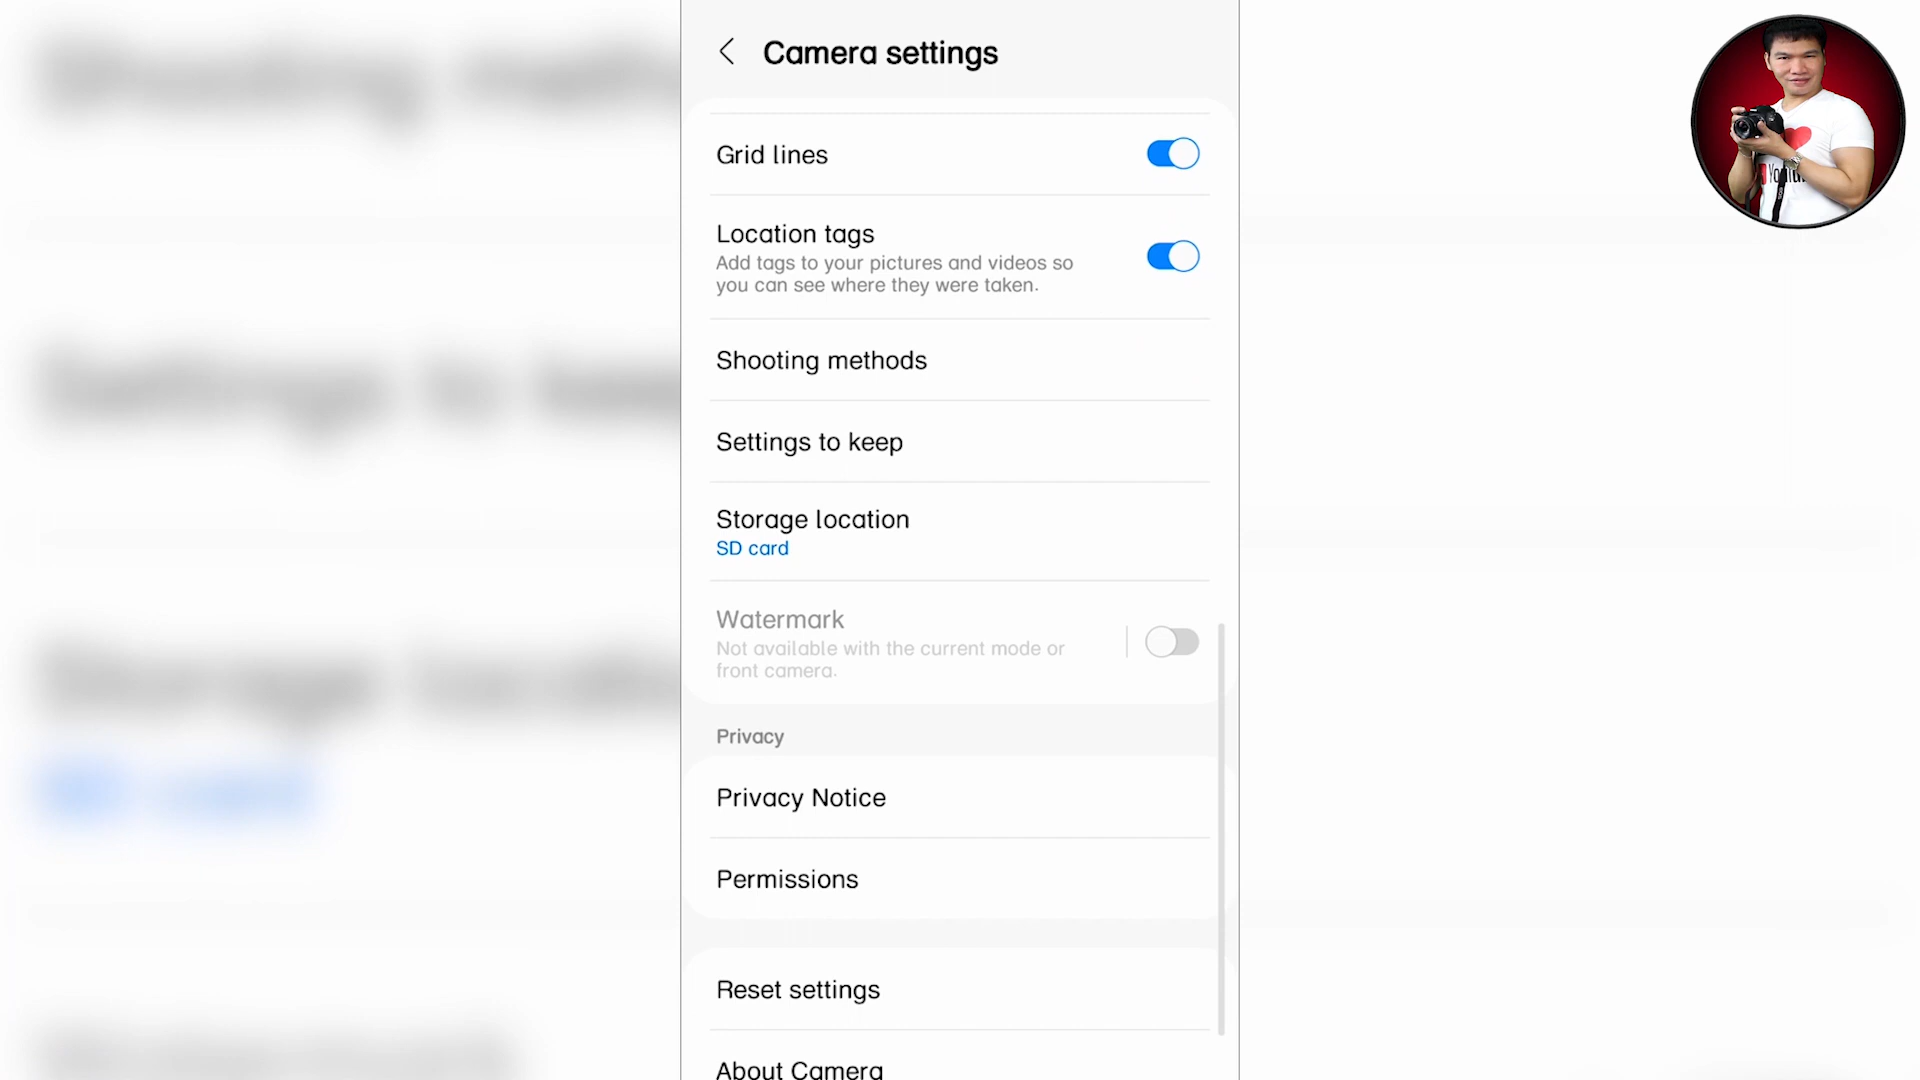 Camera settings
Grid lines
Location tags
Add tags to your pictures and videos so
you can see where they were taken.
Shooting methods
Settings to keep
Storage location
SD card
Watermark
Not available with the current mode or
front camera.
Privacy
Privacy Notice
Permissions
Reset settings
About Camera